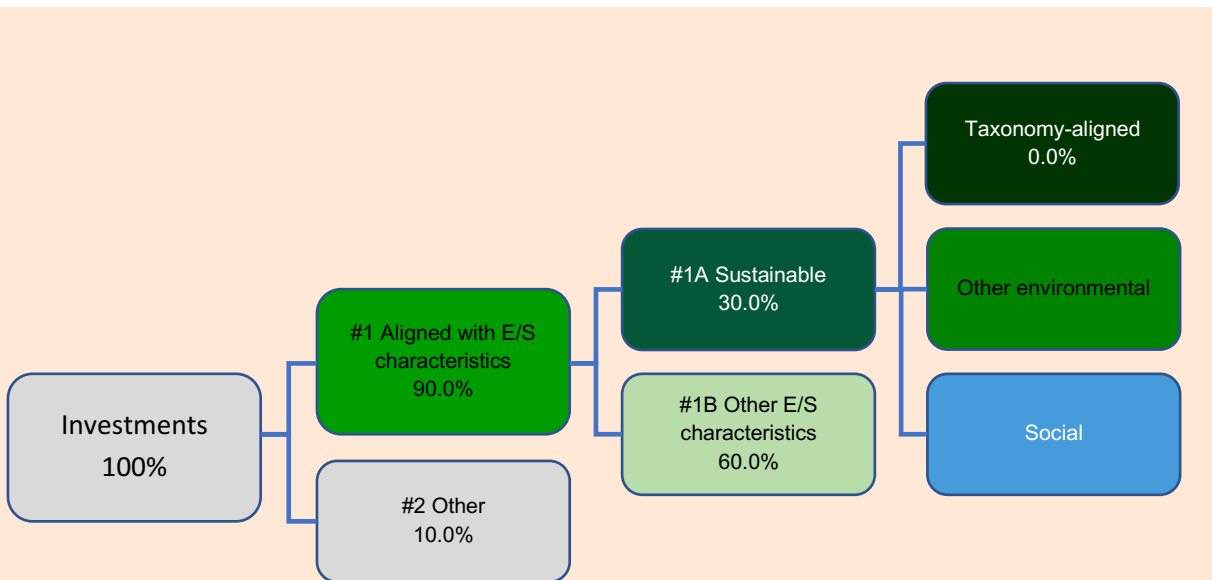 Investments
100%
#1 Aligned with E/S
characteristics
90.0%
#2 Other
10.0%
#1A Sustainable
30.0%
#1B Other E/S
characteristics
60.0%
Taxonomy-aligned
0.0%
Other environmental
Social